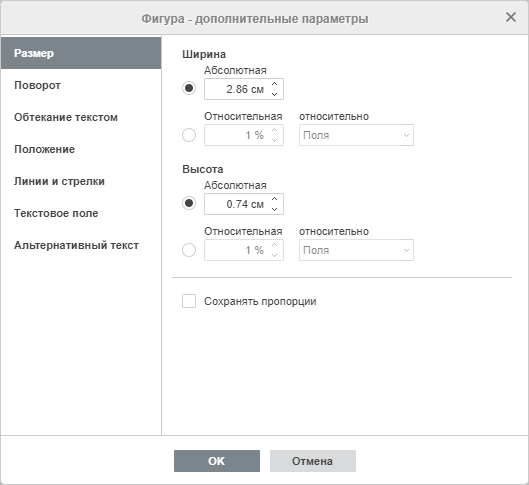 Фигура - дополнительные параметры
Размер
Поворот
Обтекание текстом
Положение
Линии и стрелки
Текстовое поле
Альтернативный текст
Ширина
Абсолютная
2.86 см
Относительная относительно
1 % Поля
Высота
Абсолютная
0.74 см
Относительная относительно
1 % Поля
Сохранять пропорции
OK Отмена